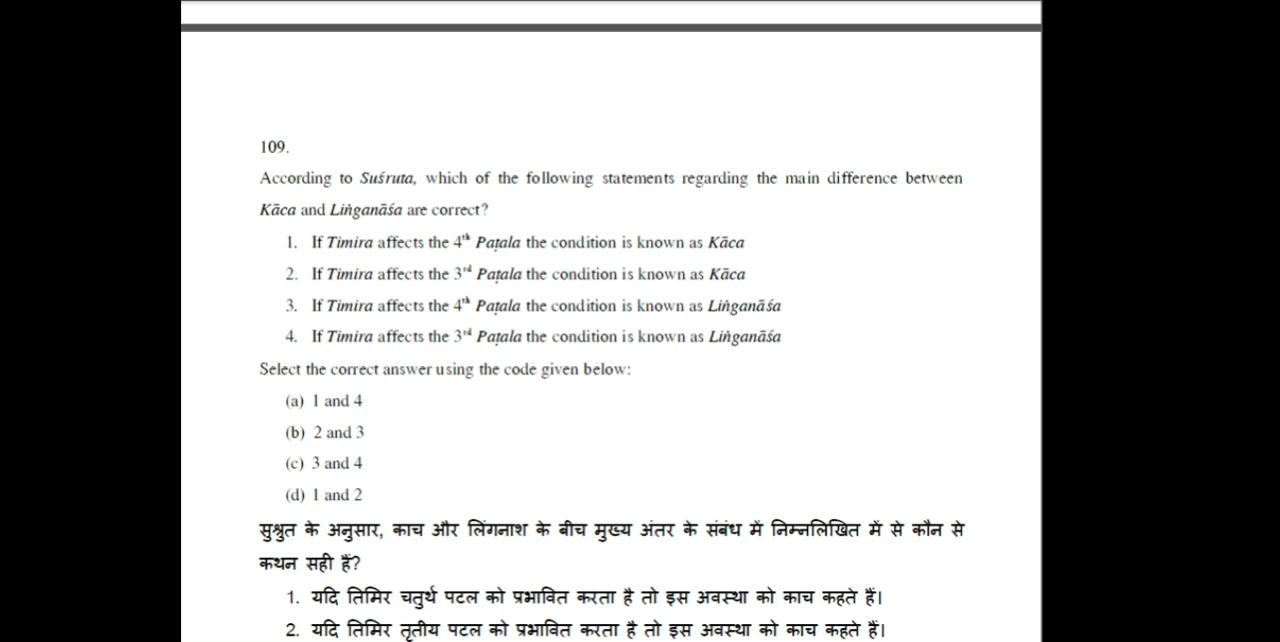 109.
According to Suśruta, which of the following statements regarding the main difference between
Kāca and Liṅganāśa are correct?
1. If Timira affects the 4th Paṭala the condition is known as Kāca
2. If Timira affects the 3rd Paṭala the condition is known as Kāca
3. If Timira affects the 4th Paṭala the condition is known as Liṅganāśa
4. If Timira affects the 3rd Paṭala the condition is known as Liṅganāśa
Select the correct answer using the code given below:
(a) 1 and 4
(b) 2 and 3
(c) 3 and 4
(d) 1 and 2
सुश्रुत के अनुसार, काच और लिंगनाश के बीच मुख्य अंतर के संबंध में निम्नलिखित में से कौन से
कथन सही हैं?
1. यदि तिमिर चतुर्थ पटल को प्रभावित करता है तो इस अवस्था को काच कहते हैं।
2. यदि तिमिर तृतीय पटल को प्रभावित करता है तो इस अवस्था को काच कहते हैं।